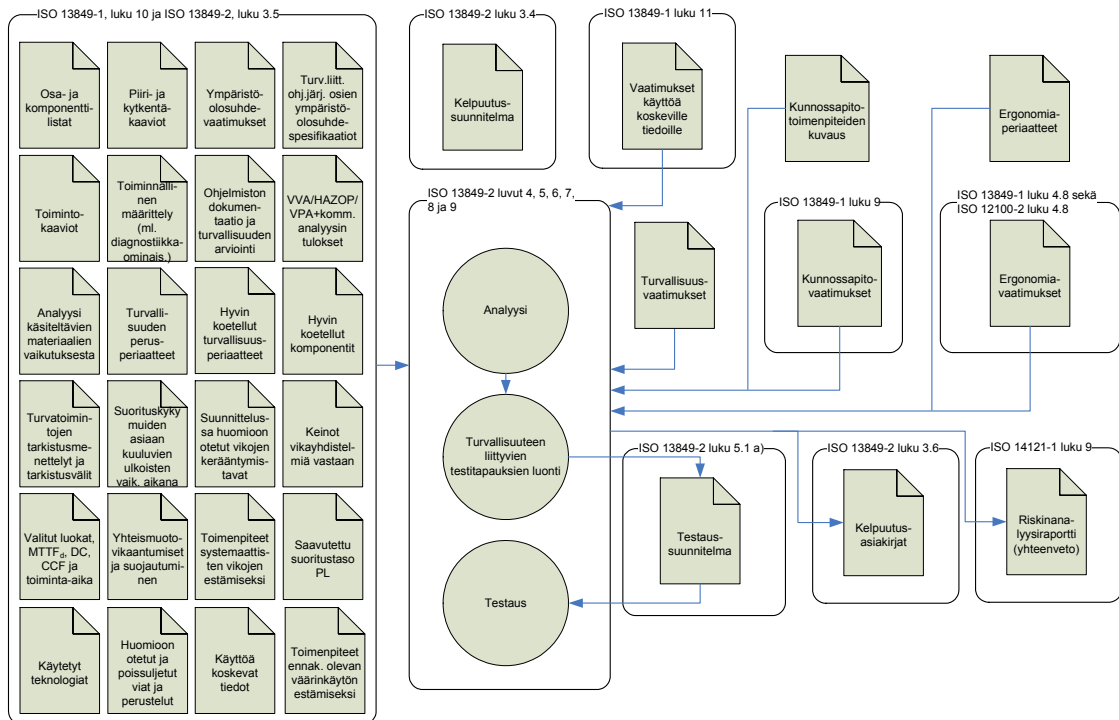 ISO 13849-1, luku 10 ja ISO 13849-2, luku 3.5
Osa- ja
komponentti-
listat
Piiri- ja
kytkentä-
kaaviot
Ympäristö-
olosuhde-
vaatimukset
Turv.liitt.
ohj.järj. osien
ympäristö-
olosuhde-
spesifikaatiot
Toiminto-
kaaviot
Toiminnalli-
nen
määrittely
(ml.
diagnostiikka-
ominais.)
Ohjelmiston
dokumen-
taatio ja
turvallisuuden
arviointi
VVA/HAZOP/
VPA+komm.
analyysin
tulokset
Analyysi
käsiteltävien
materiaalien
vaikutuksesta
Turvalli-
suuden
perus-
periaatteet
Hyvin
koetellut
turvallisuus-
periaatteet
Hyvin
koetellut
komponentit
Turvatoimin-
tojen
tarkistusme-
nettelyt ja
tarkistusvälit
Suorituskyky
muiden
asiaan
kuuluvien
ulkoisten
vaik. aikana
Suunnittelus-
sa huomioon
otetut vikojen
kerääntymis-
tavat
Keinot
vikayhdistel-
miä vastaan
Valitut luokat,
MTTFd, DC,
CCF ja
toiminta-aika
Yhteismuoto-
vikaantumiset
ja suojautumi-
nen
Toimenpiteet
systemaattis-
ten vikojen
estämiseksi
Saavutettu
suoritustaso
PL
Käytetyt
teknologiat
Huomioon
otetut ja
poissuljetut
viat ja
perustelut
Käyttöä
koskevat
tiedot
Toimenpiteet
ennak. olevan
väärinkäytön
estämiseksi
ISO 13849-2 luku 3.4
Kelpuutus-
suunnitelma
ISO 13849-1 luku 11
Vaatimukset
käyttöä
koskeville
tiedoille
Kunnossapito-
toimenpiteiden
kuvaus
Ergonomia-
periaatteet
ISO 13849-2 luvut 4, 5, 6, 7,
8 ja 9
Analyysi
Turvallisuuteen
liittyvien
testitapauksien luonti
Testaus
Turvallisuus-
vaatimukset
ISO 13849-1 luku 9
Kunnossapito-
vaatimukset
ISO 13849-1 luku 4.8 sekä
ISO 12100-2 luku 4.8
Ergonomia-
vaatimukset
ISO 13849-2 luku 5.1 a)
Testaus-
suunnitelma
ISO 13849-2 luku 3.6
Kelpuutus-
asiakirjat
ISO 14121-1 luku 9
Riskinana-
lyysiraportti
(yhteenveto)